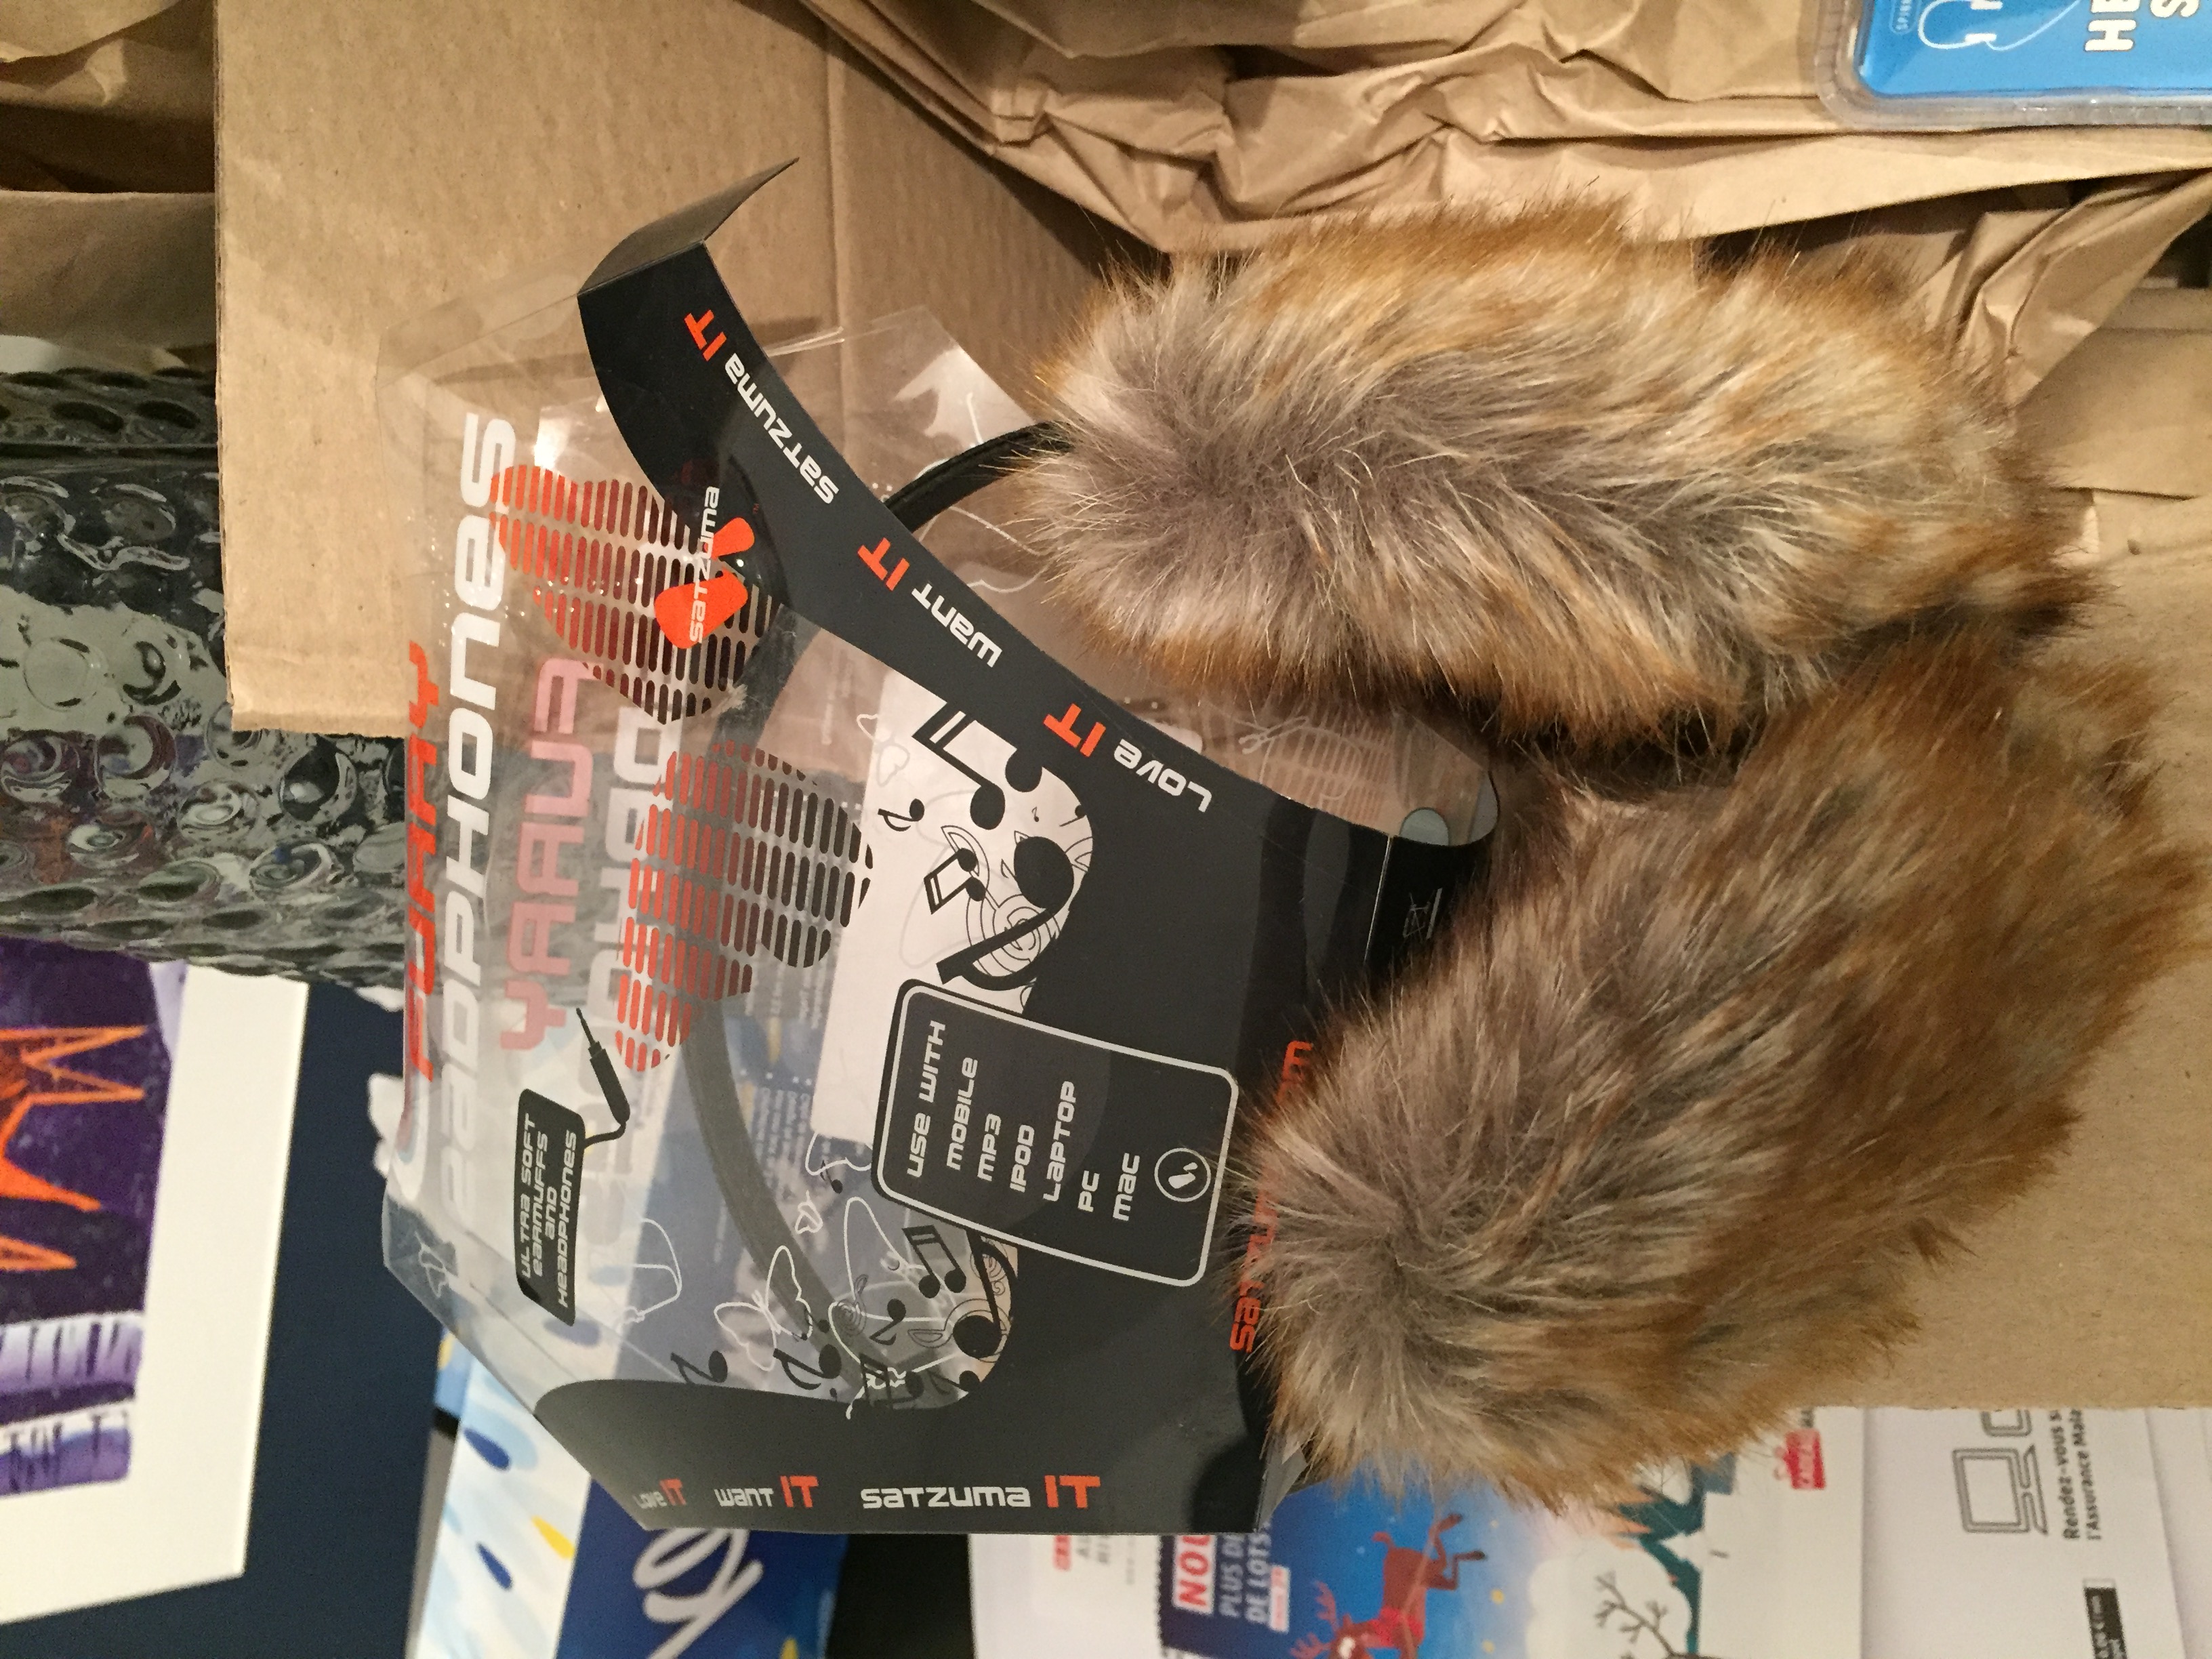 FURRY
HEADPHONES
ULTRA SOFT
EARMUFFS
AND
HEADPHONES
FURRY
SATZUMA
Love IT want IT satzuma IT
Love IT want IT satzuma IT
USE WITH
MOBILE
MP3
IPOD
LAPTOP
PC
MAC
NOU
PLUS DE
DE LOTS
CADEAU
Rendez-vous s
l'Assurance Mala
HE
S